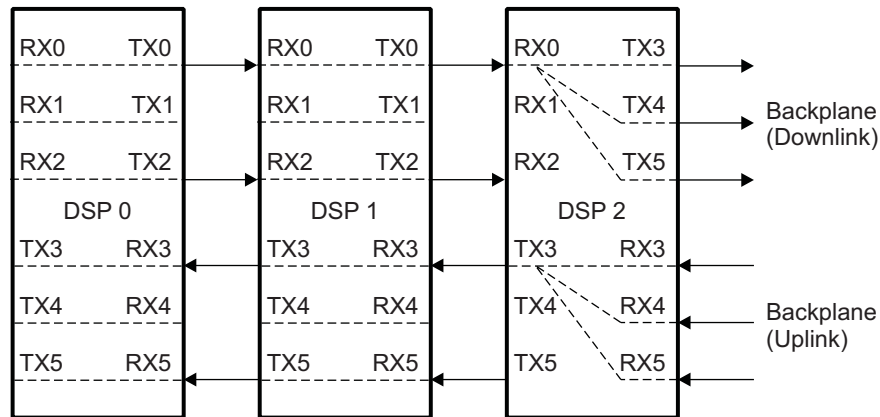 RX0 TX0 RX0 TX0 RX0 TX3
RX1 TX1 RX1 TX1 RX1 TX4
Backplane
(Downlink)
RX2 TX2 RX2 TX2 RX2 TX5
DSP 0 DSP 1 DSP 2
TX3 RX3 TX3 RX3 TX3 RX3
TX4 RX4 TX4 RX4 TX4 RX4
Backplane
(Uplink)
TX5 RX5 TX5 RX5 TX5 RX5